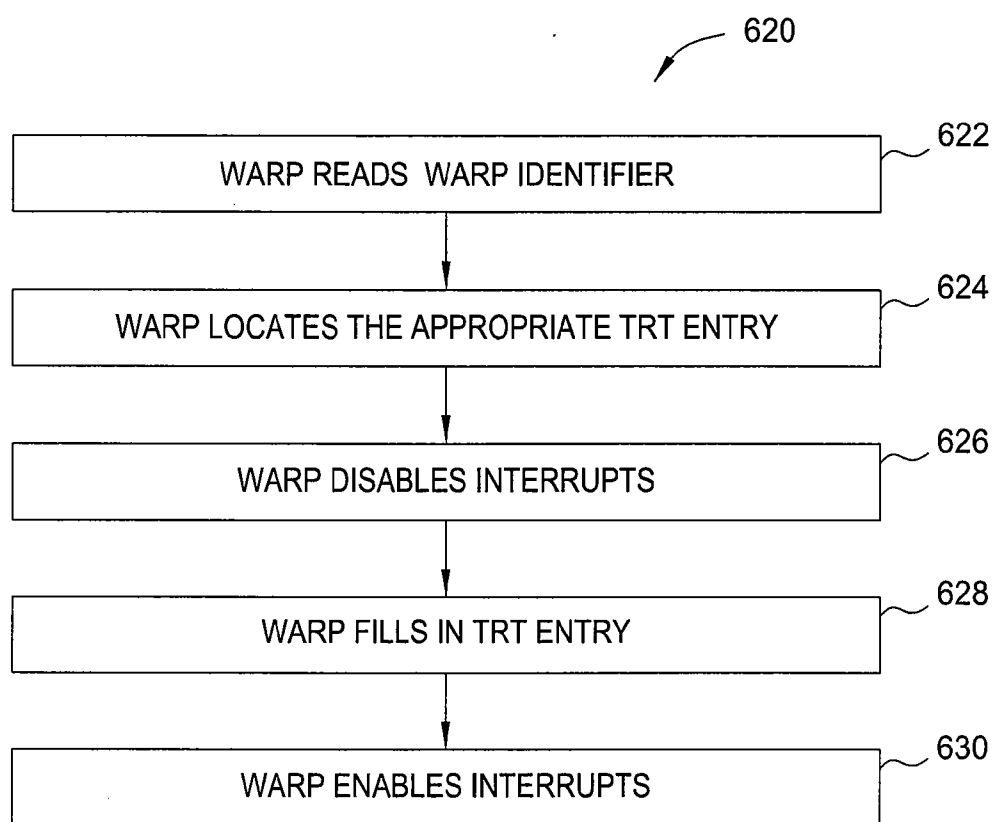 620
WARP READS WARP IDENTIFIER
622
WARP LOCATES THE APPROPRIATE TRT ENTRY
624
WARP DISABLES INTERRUPTS
626
WARP FILLS IN TRT ENTRY
628
WARP ENABLES INTERRUPTS
630